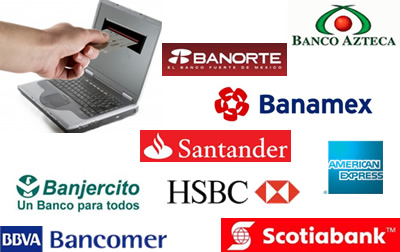 BANCO AZTECA
BANORTE
EL BANCO FUERTE DE MEXICO
Banamex
Santander
AMERICAN
EXPRESS
Banjercito
Un Banco para todos
HSBC
BBVA Bancomer
Scotiabank™